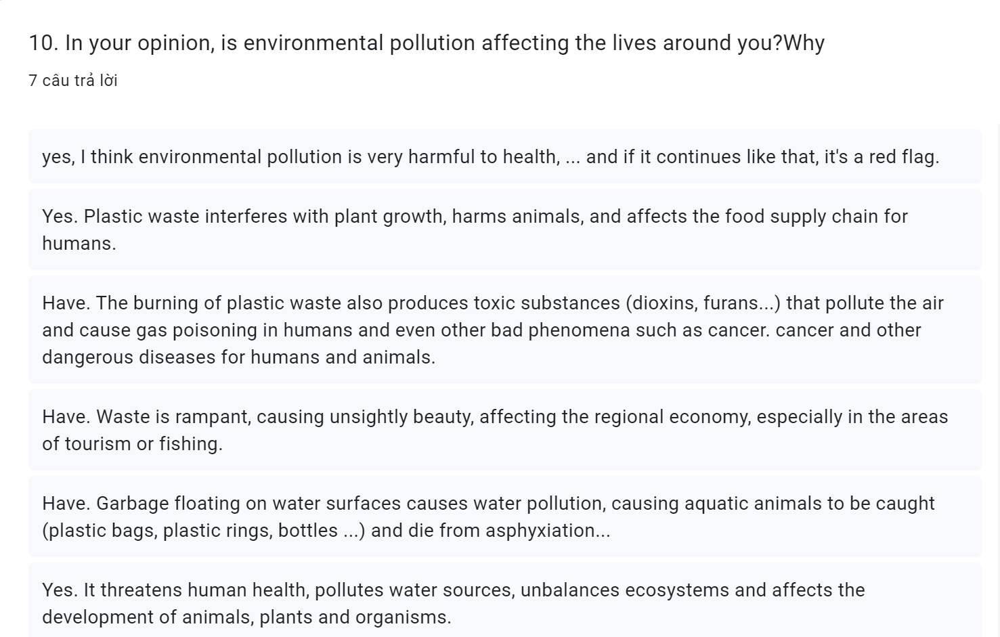 10. In your opinion, is environmental pollution affecting the lives around you?Why
7 câu trả lời
yes, I think environmental pollution is very harmful to health, ... and if it continues like that, it's a red flag.
Yes. Plastic waste interferes with plant growth, harms animals, and affects the food supply chain for
humans.
Have. The burning of plastic waste also produces toxic substances (dioxins, furans...) that pollute the air
and cause gas poisoning in humans and even other bad phenomena such as cancer. cancer and other
dangerous diseases for humans and animals.
Have. Waste is rampant, causing unsightly beauty, affecting the regional economy, especially in the areas
of tourism or fishing.
Have. Garbage floating on water surfaces causes water pollution, causing aquatic animals to be caught
(plastic bags, plastic rings, bottles ...) and die from asphyxiation...
Yes. It threatens human health, pollutes water sources, unbalances ecosystems and affects the
development of animals, plants and organisms.